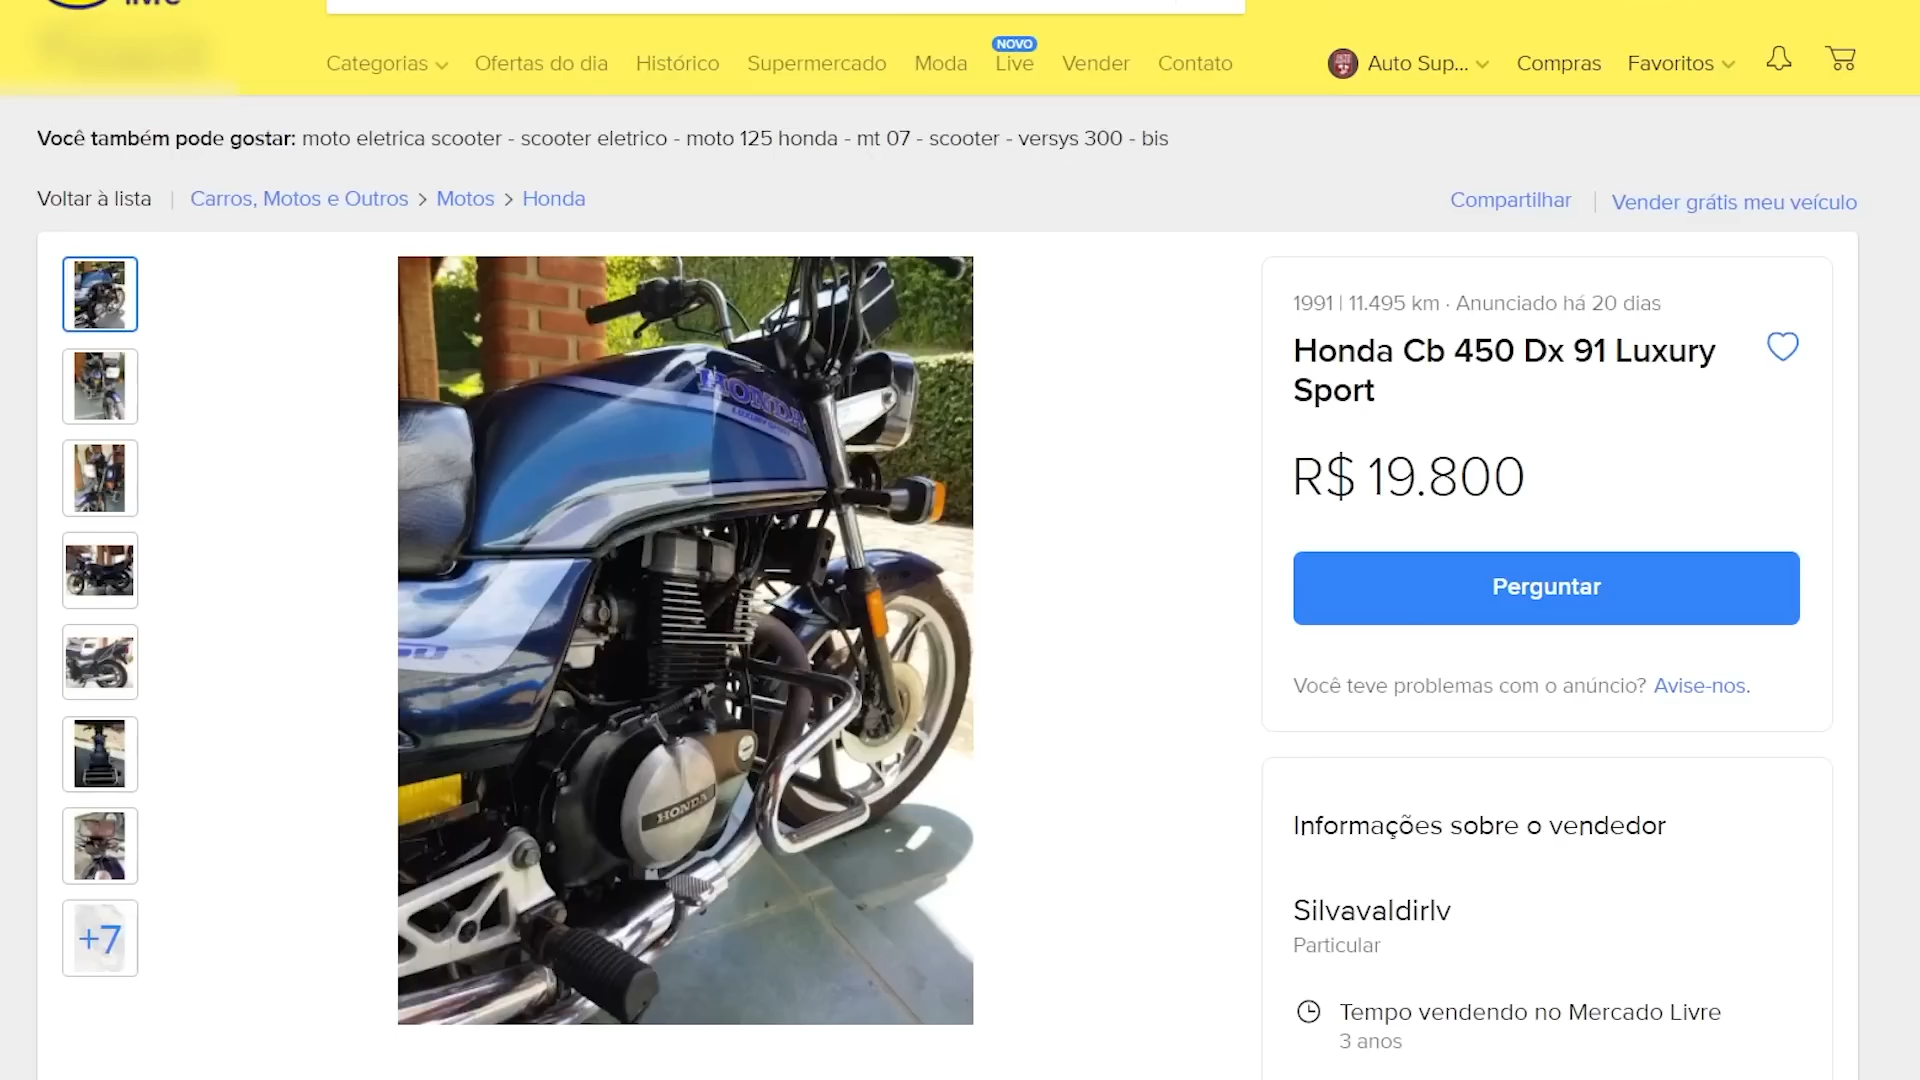 Categorias
Ofertas do dia
Histórico
Supermercado
Moda
NOVO
Live
Vender
Contato
Auto Sup...
Compras
Favoritos
Você também pode gostar: moto eletrica scooter - scooter eletrico - moto 125 honda - mt 07 - scooter - versys 300 - bis
Voltar à lista | Carros, Motos e Outros > Motos > Honda
Compartilhar | Vender grátis meu veículo
1991 | 11.495 km · Anunciado há 20 dias
Honda Cb 450 Dx 91 Luxury
Sport
R$ 19.800
Perguntar
Você teve problemas com o anúncio? Avise-nos.
HONDA
LUXURY SPORT
HONDA
+7
Informações sobre o vendedor
Silvavaldirlv
Particular
Tempo vendendo no Mercado Livre
3 anos